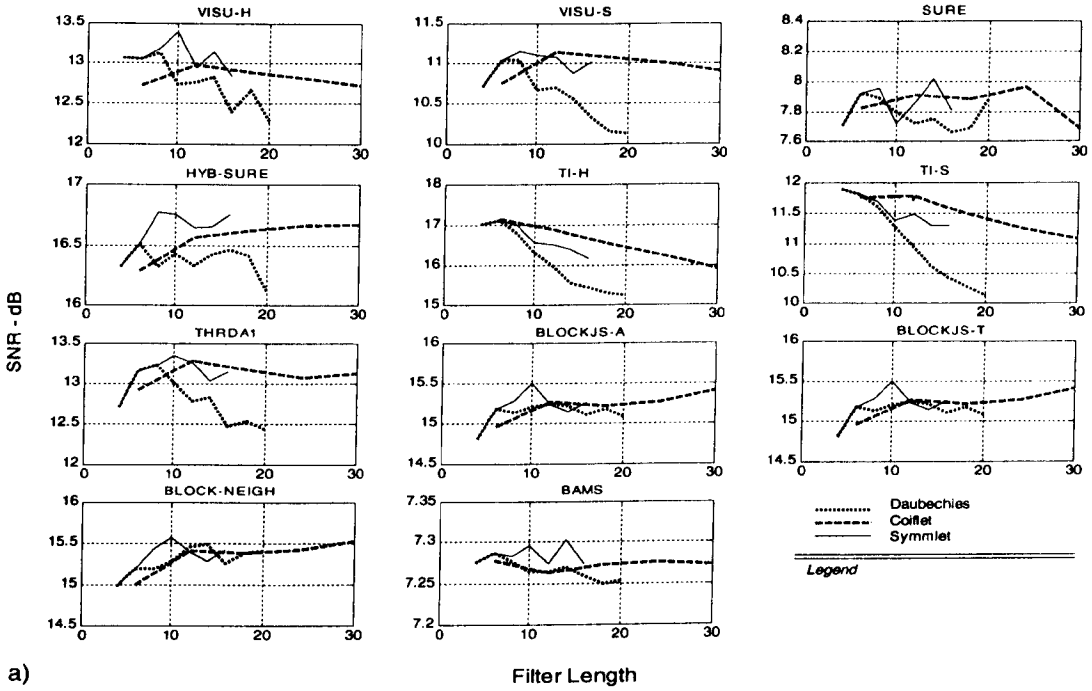 VISU-H
13.5
13
12.5
12
0 10 20 30
VISU-S
11.5
11
10.5
10
0 10 20 30
SURE
8.4
8.2
8
7.8
7.6
0 10 20 30
HYB-SURE
17
16.5
16
0 10 20 30
TI-H
18
17
16
15
0 10 20 30
TI-S
12
11.5
11
10.5
10
0 10 20 30
THRDA1
13.5
13
12.5
12
0 10 20 30
BLOCKJS-A
16
15.5
15
14.5
0 10 20 30
BLOCKJS-T
16
15.5
15
14.5
0 10 20 30
BLOCK-NEIGH
16
15.5
15
14.5
0 10 20 30
BAMS
7.35
7.3
7.25
7.2
0 10 20 30
Daubechies
Coiflet
Symmlet
Legend
SNR - dB
a)
Filter Length